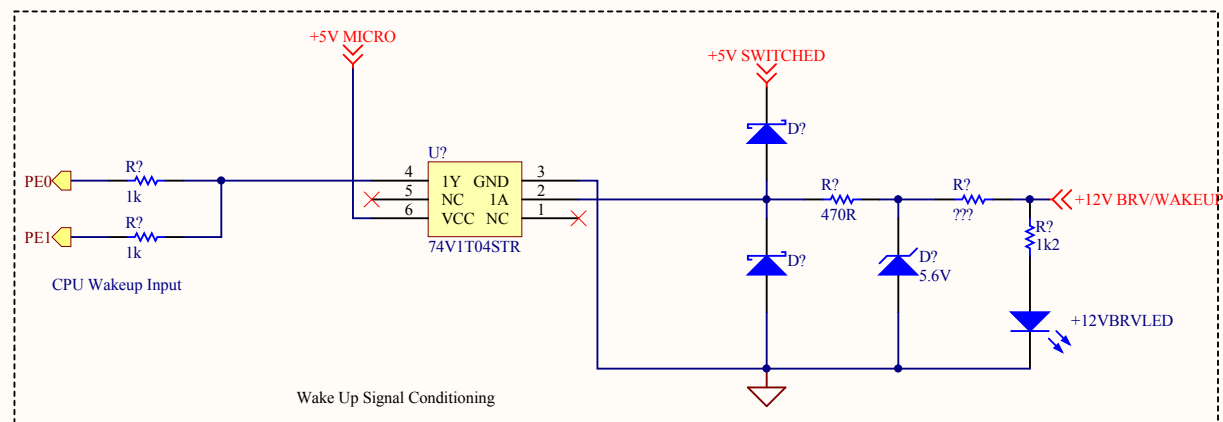 +5V MICRO
+5V SWITCHED
D?
U?
R?
PE0
1k
4 1Y GND 3
5 NC 1A 2
6 VCC NC 1
74V1T04STR
R?
PE1
1k
R?
470R
R?
???
+12V BRV/WAKEUP
R?
1k2
D?
D?
5.6V
CPU Wakeup Input
+12VBRVLED
Wake Up Signal Conditioning